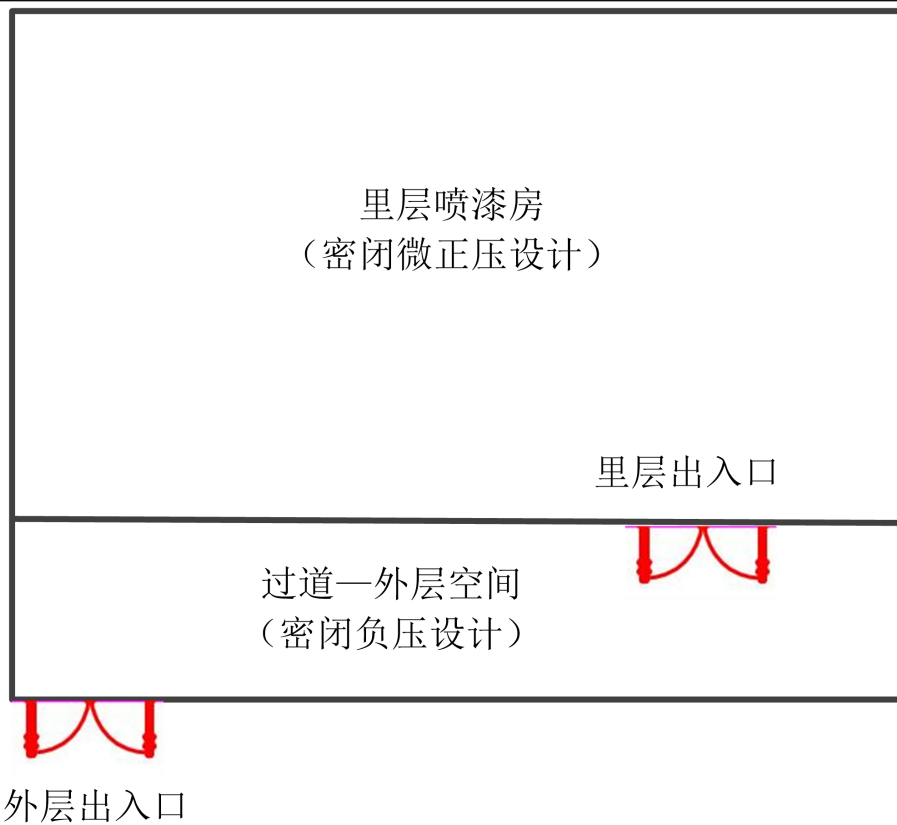 里层喷漆房
（密闭微正压设计）
里层出入口
过道—外层空间
（密闭负压设计）
外层出入口